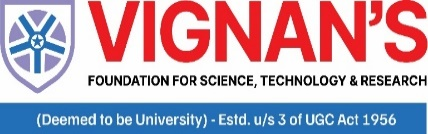 VIGNAN'S
FOUNDATION FOR SCIENCE, TECHNOLOGY & RESEARCH
(Deemed to be University) - Estd. u/s 3 of UGC Act 1956